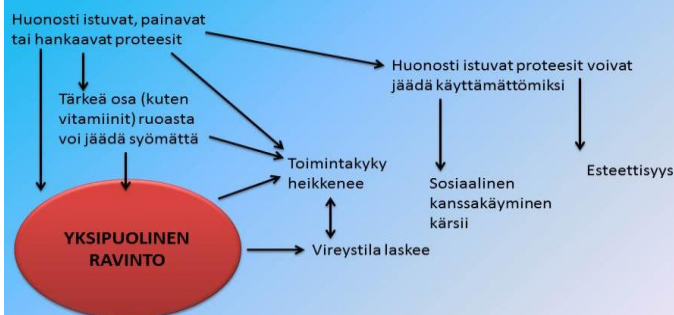 Huonosti istuvat, painavat
tai hankaavat proteesit
Huonosti istuvat proteesit voivat
jäädä käyttämättömiksi
Tärkeä osa (kuten
vitamiinit) ruoasta
voi jäädä syömättä
Toimintakyky
heikkenee
Esteettisyys
Sosiaalinen
kanssakäyminen
kärsii
YKSIPUOLINEN
RAVINTO
Vireystila laskee